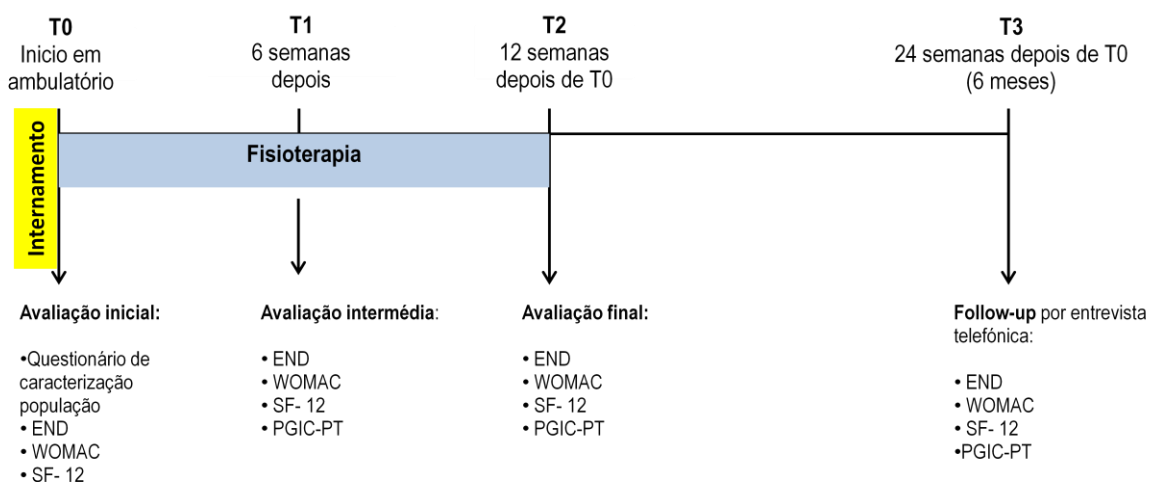 T0
Inicio em
ambulatório
T1
6 semanas
depois
T2
12 semanas
depois de T0
T3
24 semanas depois de T0
(6 meses)
Internamento
Fisioterapia
Avaliação inicial:
•Questionário de
caracterização
população
• END
• WOMAC
• SF- 12
Avaliação intermédia:
• END
• WOMAC
• SF- 12
• PGIC-PT
Avaliação final:
• END
• WOMAC
• SF- 12
• PGIC-PT
Follow-up por entrevista
telefónica:
• END
• WOMAC
• SF- 12
•PGIC-PT